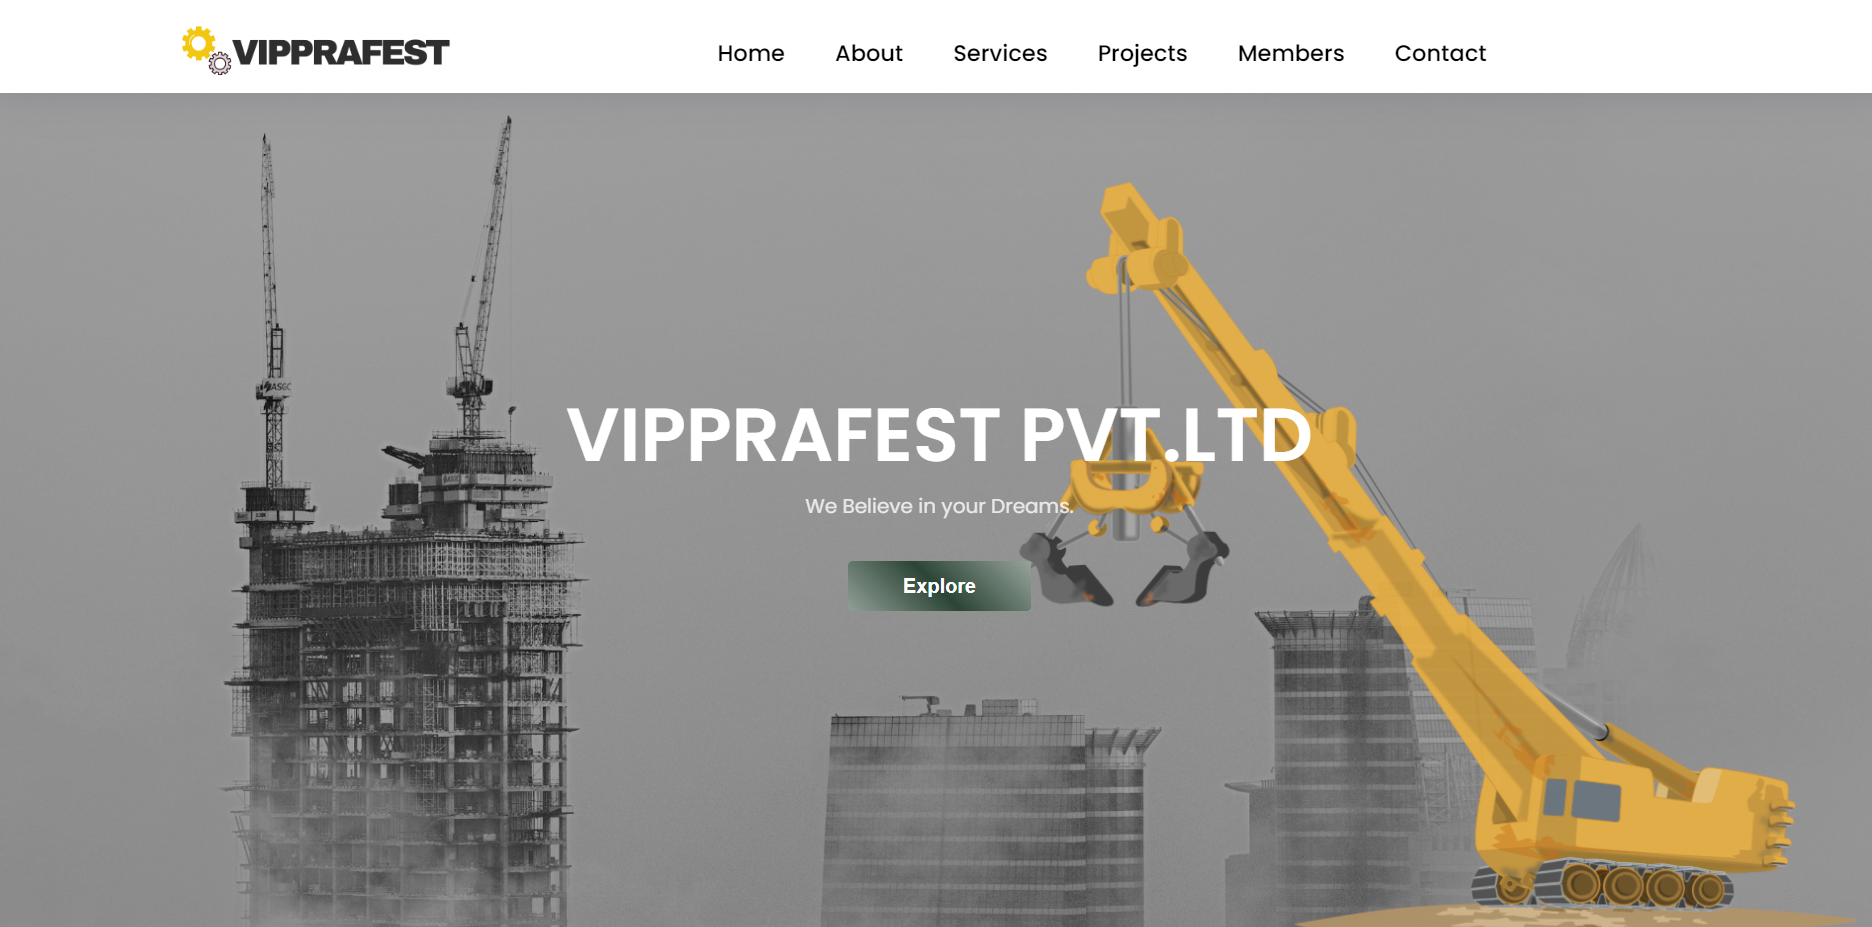 VIPPRAFEST
Home About Services Projects Members Contact
ASGC
VIPPRAFEST PVT.LTD
We Believe in your Dreams.
Explore